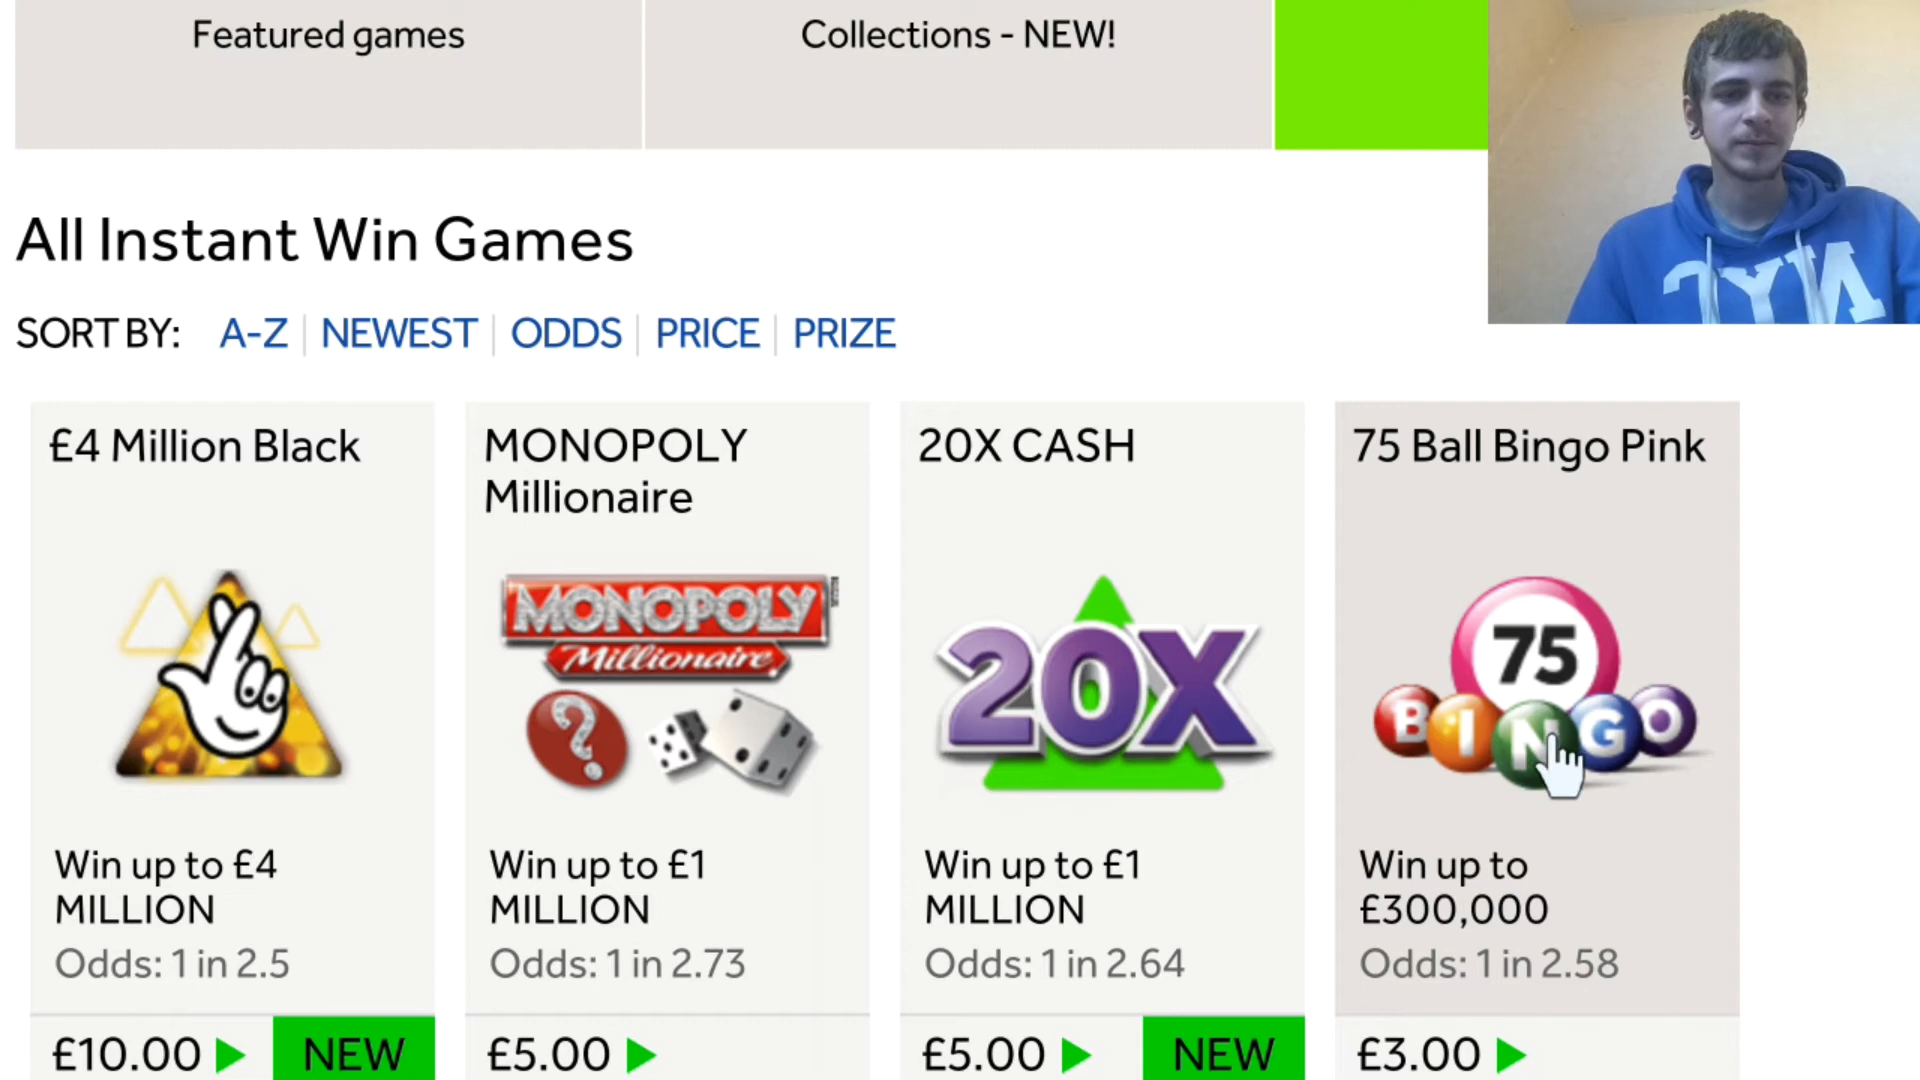 Featured games
Collections - NEW!
NYC
All Instant Win Games
SORT BY: A-Z NEWEST ODDS PRICE PRIZE
£4 Million Black
MONOPOLY
Millionaire
20X CASH
75 Ball Bingo Pink
MONOPOLY
Millionaire
?
20X
75
BINGO
Win up to £4
MILLION
Odds: 1 in 2.5
Win up to £1
MILLION
Odds: 1 in 2.73
Win up to £1
MILLION
Odds: 1 in 2.64
Win up to
£300,000
Odds: 1 in 2.58
£10.00 NEW
£5.00
£5.00 NEW
£3.00